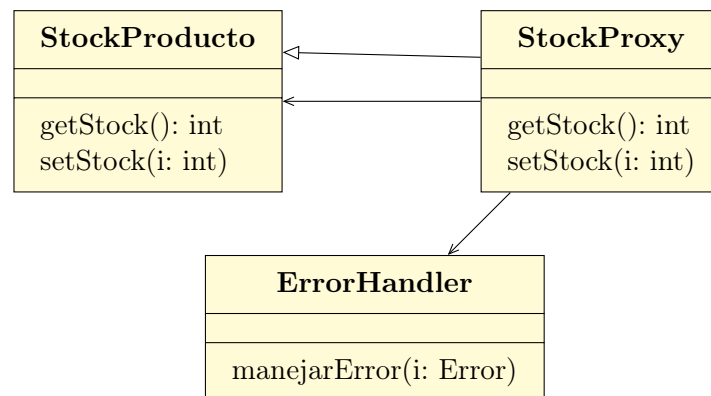 StockProducto
getStock(): int
setStock(i: int)
StockProxy
getStock(): int
setStock(i: int)
ErrorHandler
manejarError(i: Error)